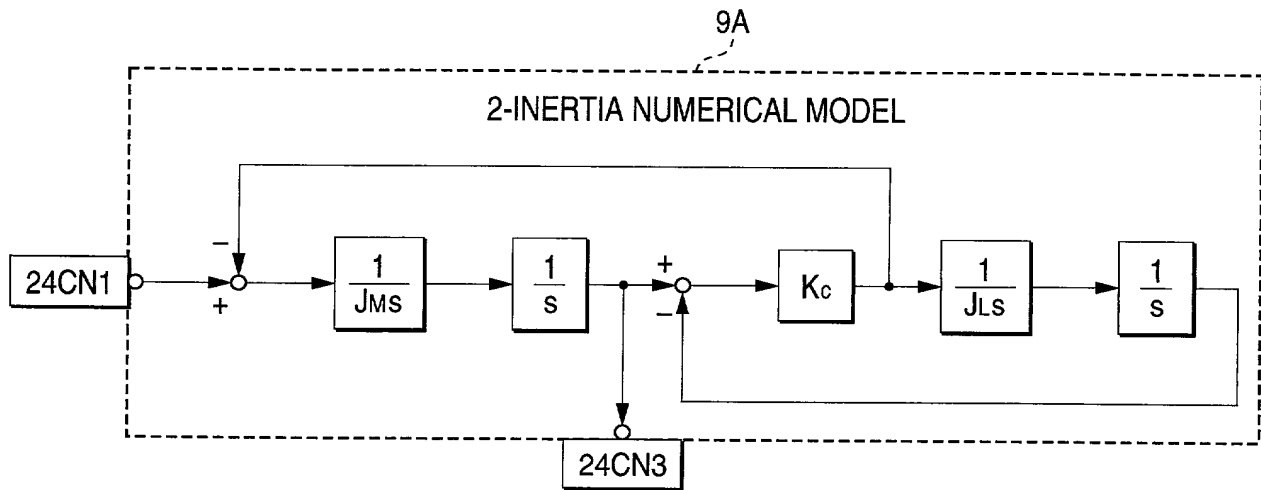 9A
2-INERTIA NUMERICAL MODEL
24CN1
−
+
1
JMS
1
s
+
−
Kc
1
JLS
1
s
24CN3